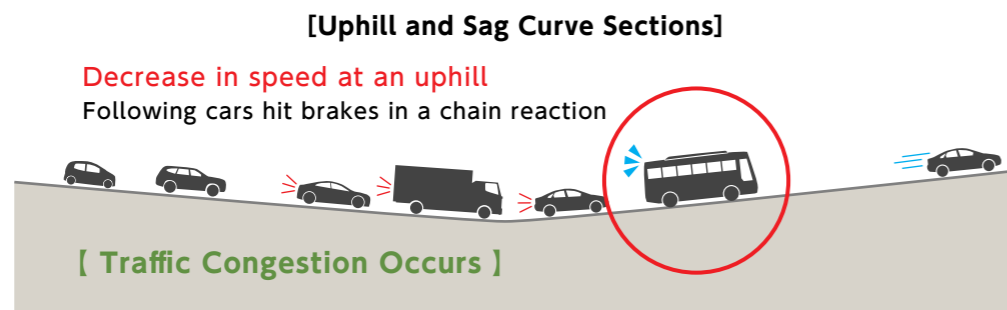 [Uphill and Sag Curve Sections]
Decrease in speed at an uphill
Following cars hit brakes in a chain reaction
【 Traffic Congestion Occurs 】